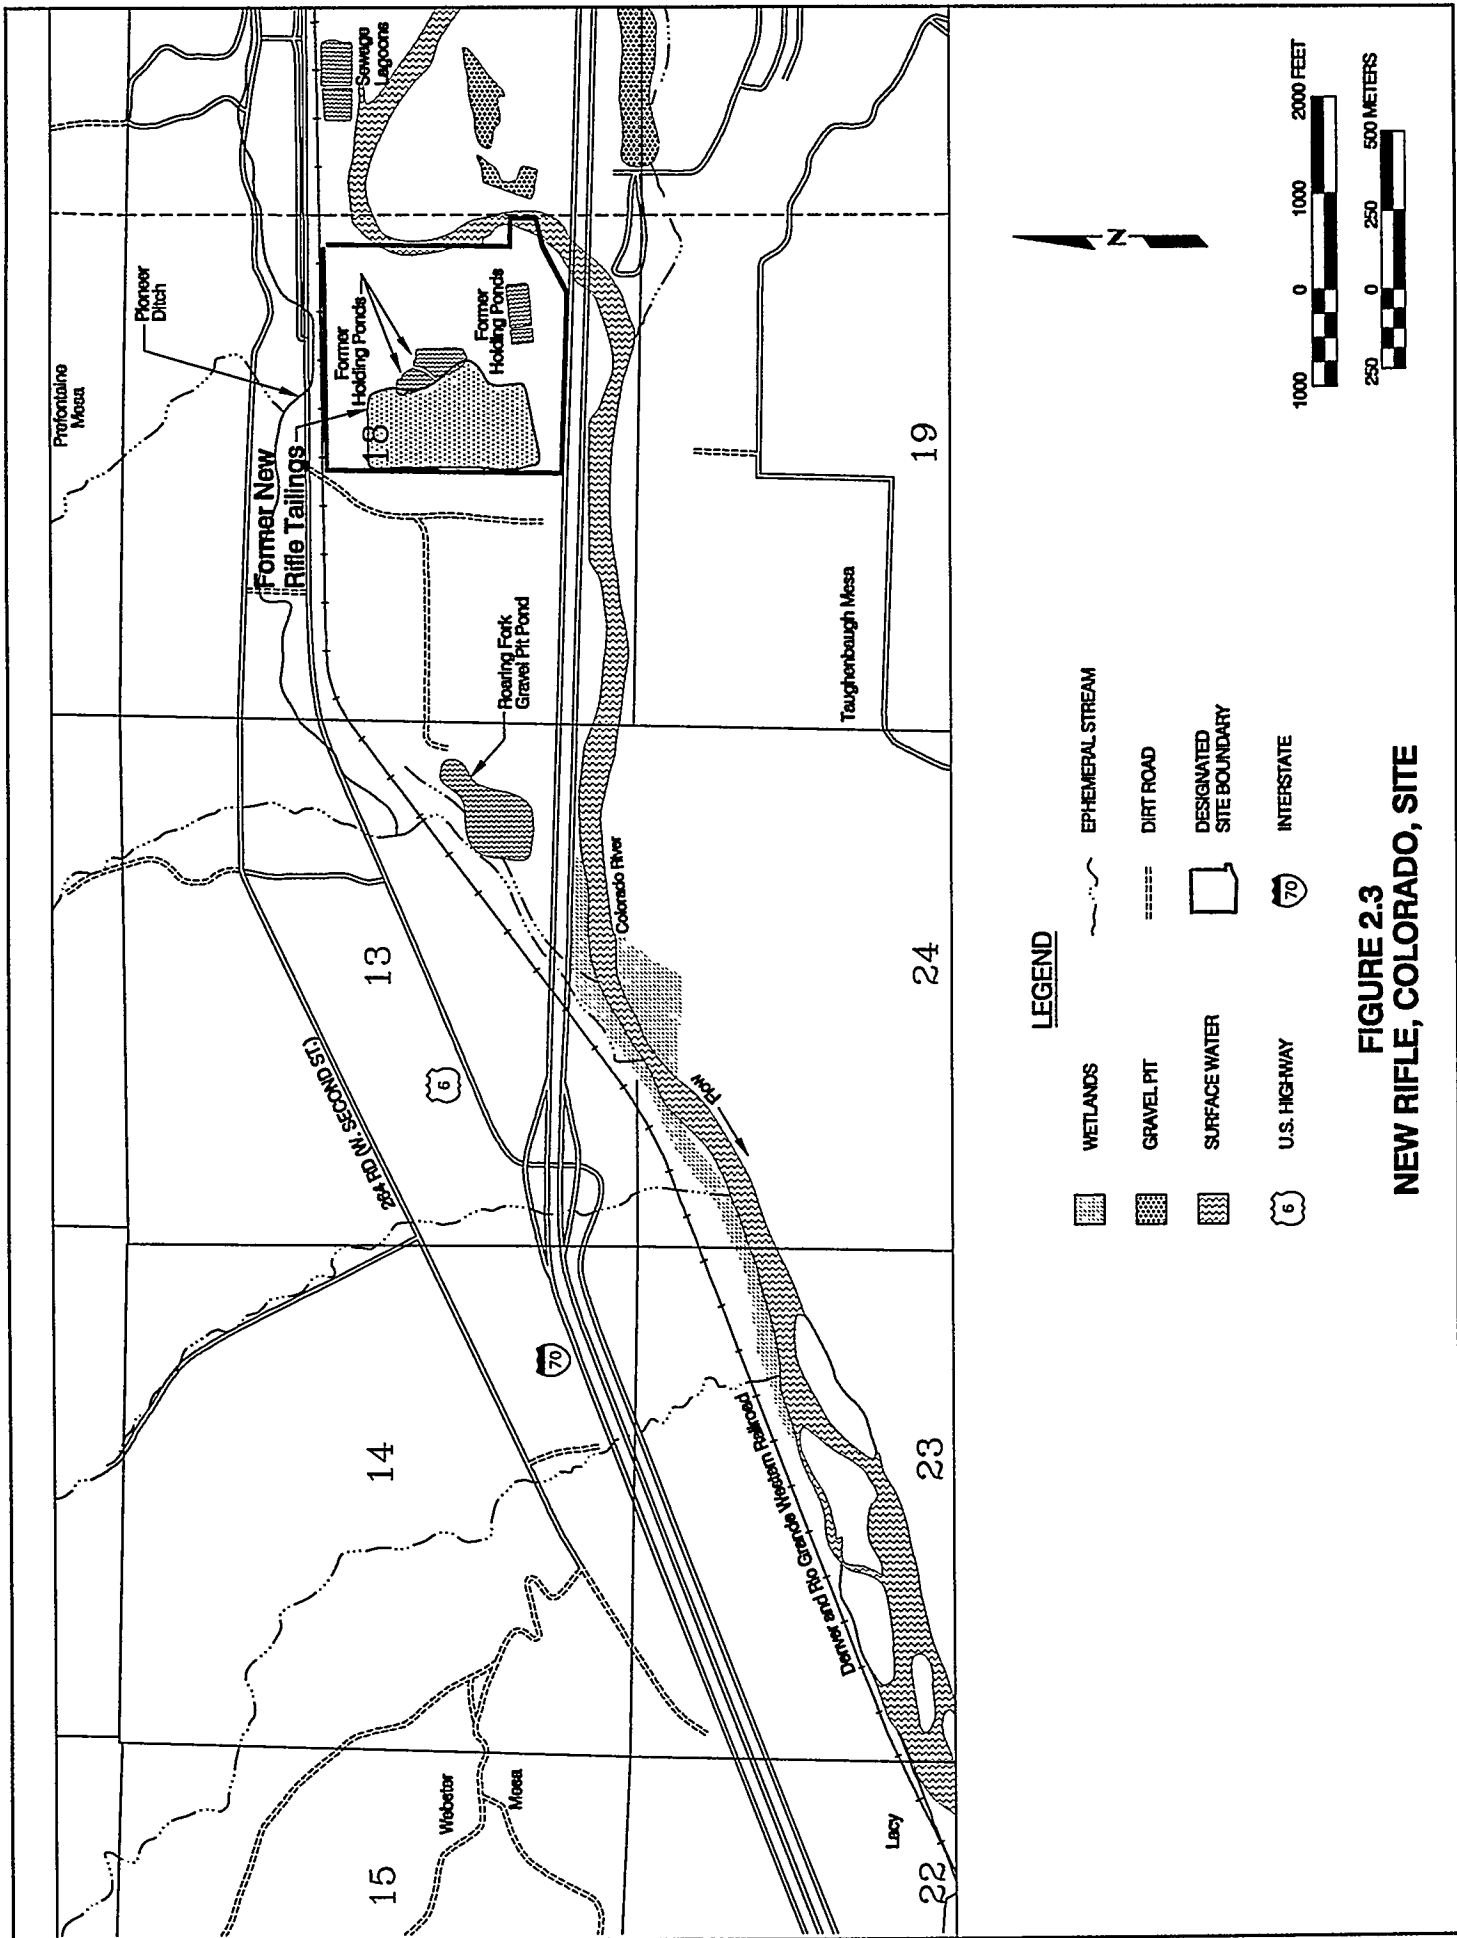 Prefontaine
Mesa
Pioneer
Ditch
Sewage
Lagoons
Former New
Rifle Tailings
Former
Holding Ponds
Former
Holding Ponds
18
19
Roaring Fork
Gravel Pit Pond
Taughenbaugh Mesa
Colorado River
13
24
264 RD (W. SECOND ST.)
6
Flow
70
14
23
Denver and Rio Grande Western Railroad
Webster
Mesa
15
Lacy
22
LEGEND
WETLANDS
GRAVEL PIT
SURFACE WATER
6
U.S. HIGHWAY
EPHEMERAL STREAM
DIRT ROAD
DESIGNATED
SITE BOUNDARY
70
INTERSTATE
N
1000 0 1000 2000 FEET
250 0 250 500 METERS
FIGURE 2.3
NEW RIFLE, COLORADO, SITE